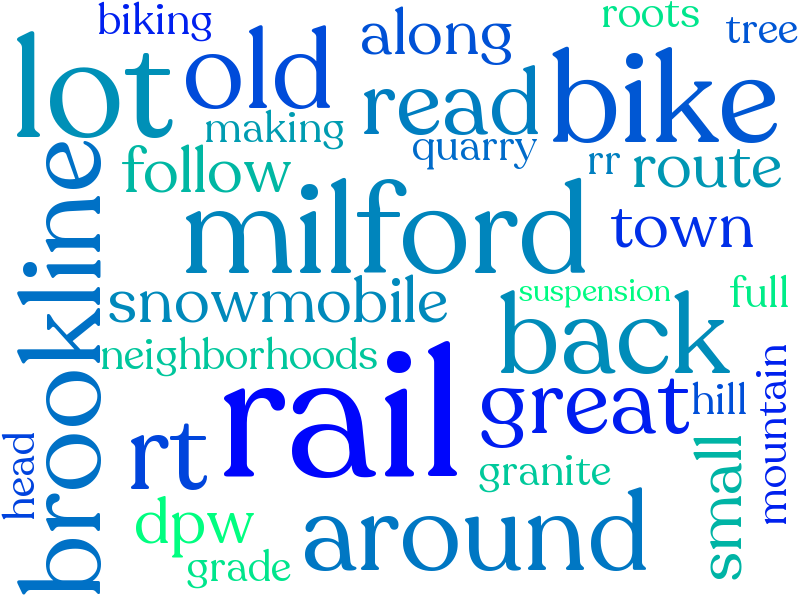 biking
roots
tree
along
old
lot
read
bike
making
quarry
rr
route
follow
brookline
milford
town
snowmobile
suspension
full
back
neighborhoods
rail
great
hill
mountain
rt
head
granite
small
dpw
around
grade